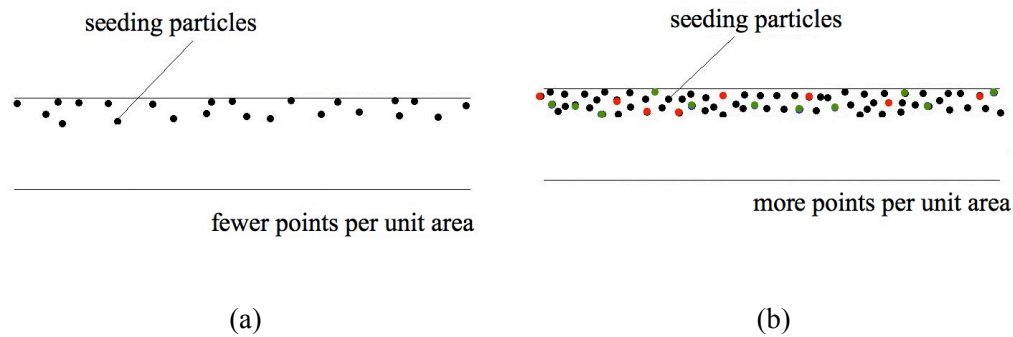 seeding particles
fewer points per unit area
(a)
seeding particles
more points per unit area
(b)